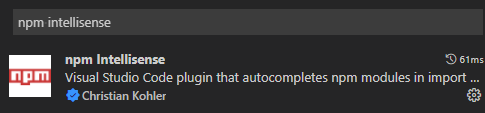 npm intellisense
npm
npm Intellisense
61ms
Visual Studio Code plugin that autocompletes npm modules in import ...
Christian Kohler